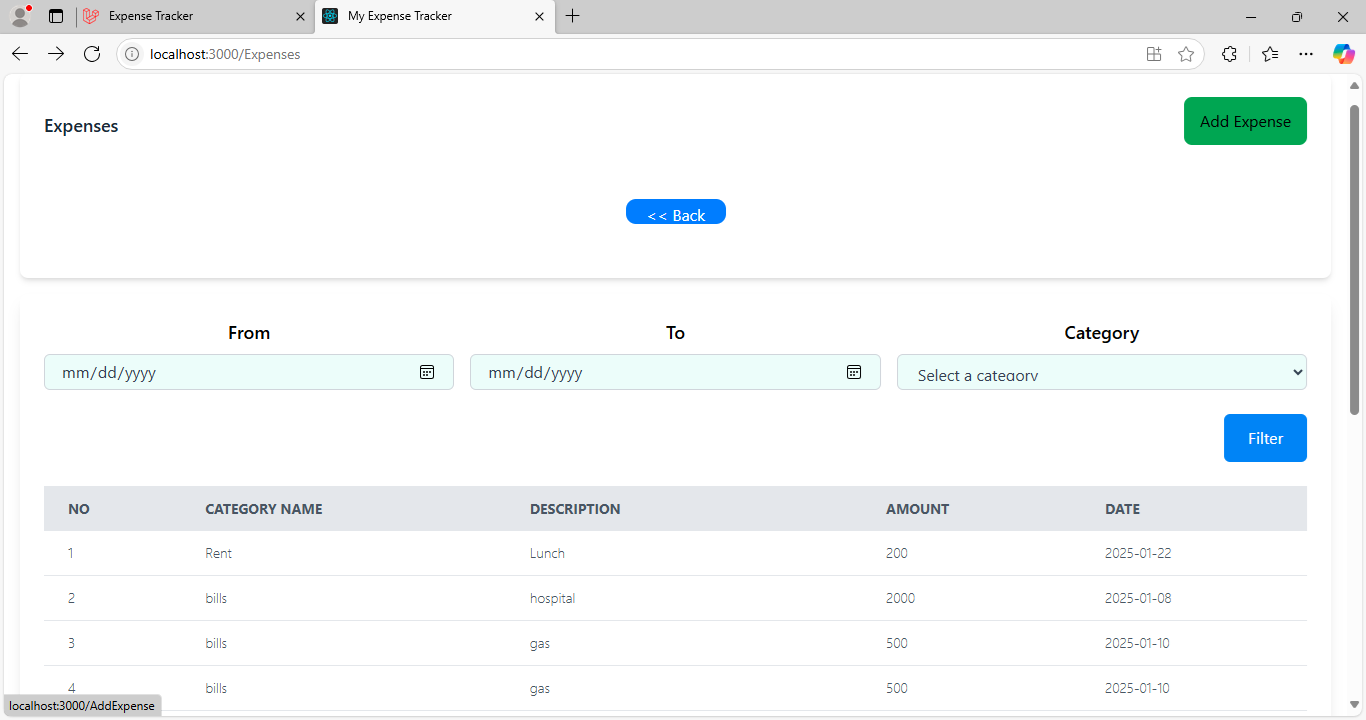 Expense Tracker
My Expense Tracker
localhost:3000/Expenses
Expenses
Add Expense
<< Back
From To Category
mm/dd/yyyy mm/dd/yyyy Select a category
Filter
NO CATEGORY NAME DESCRIPTION AMOUNT DATE
1 Rent Lunch 200 2025-01-22
2 bills hospital 2000 2025-01-08
3 bills gas 500 2025-01-10
4 bills gas 500 2025-01-10
localhost:3000/AddExpense